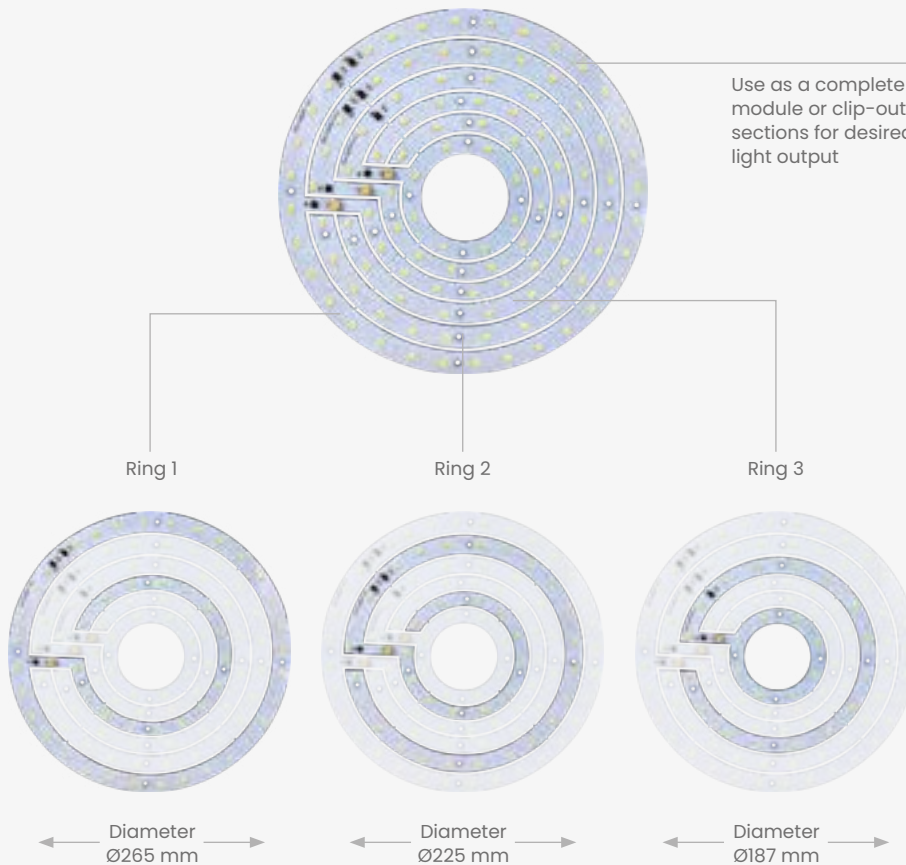 Use as a complete
module or clip-out
sections for desired
light output
Ring 1
Ring 2
Ring 3
Diameter
Ø265 mm
Diameter
Ø225 mm
Diameter
Ø187 mm